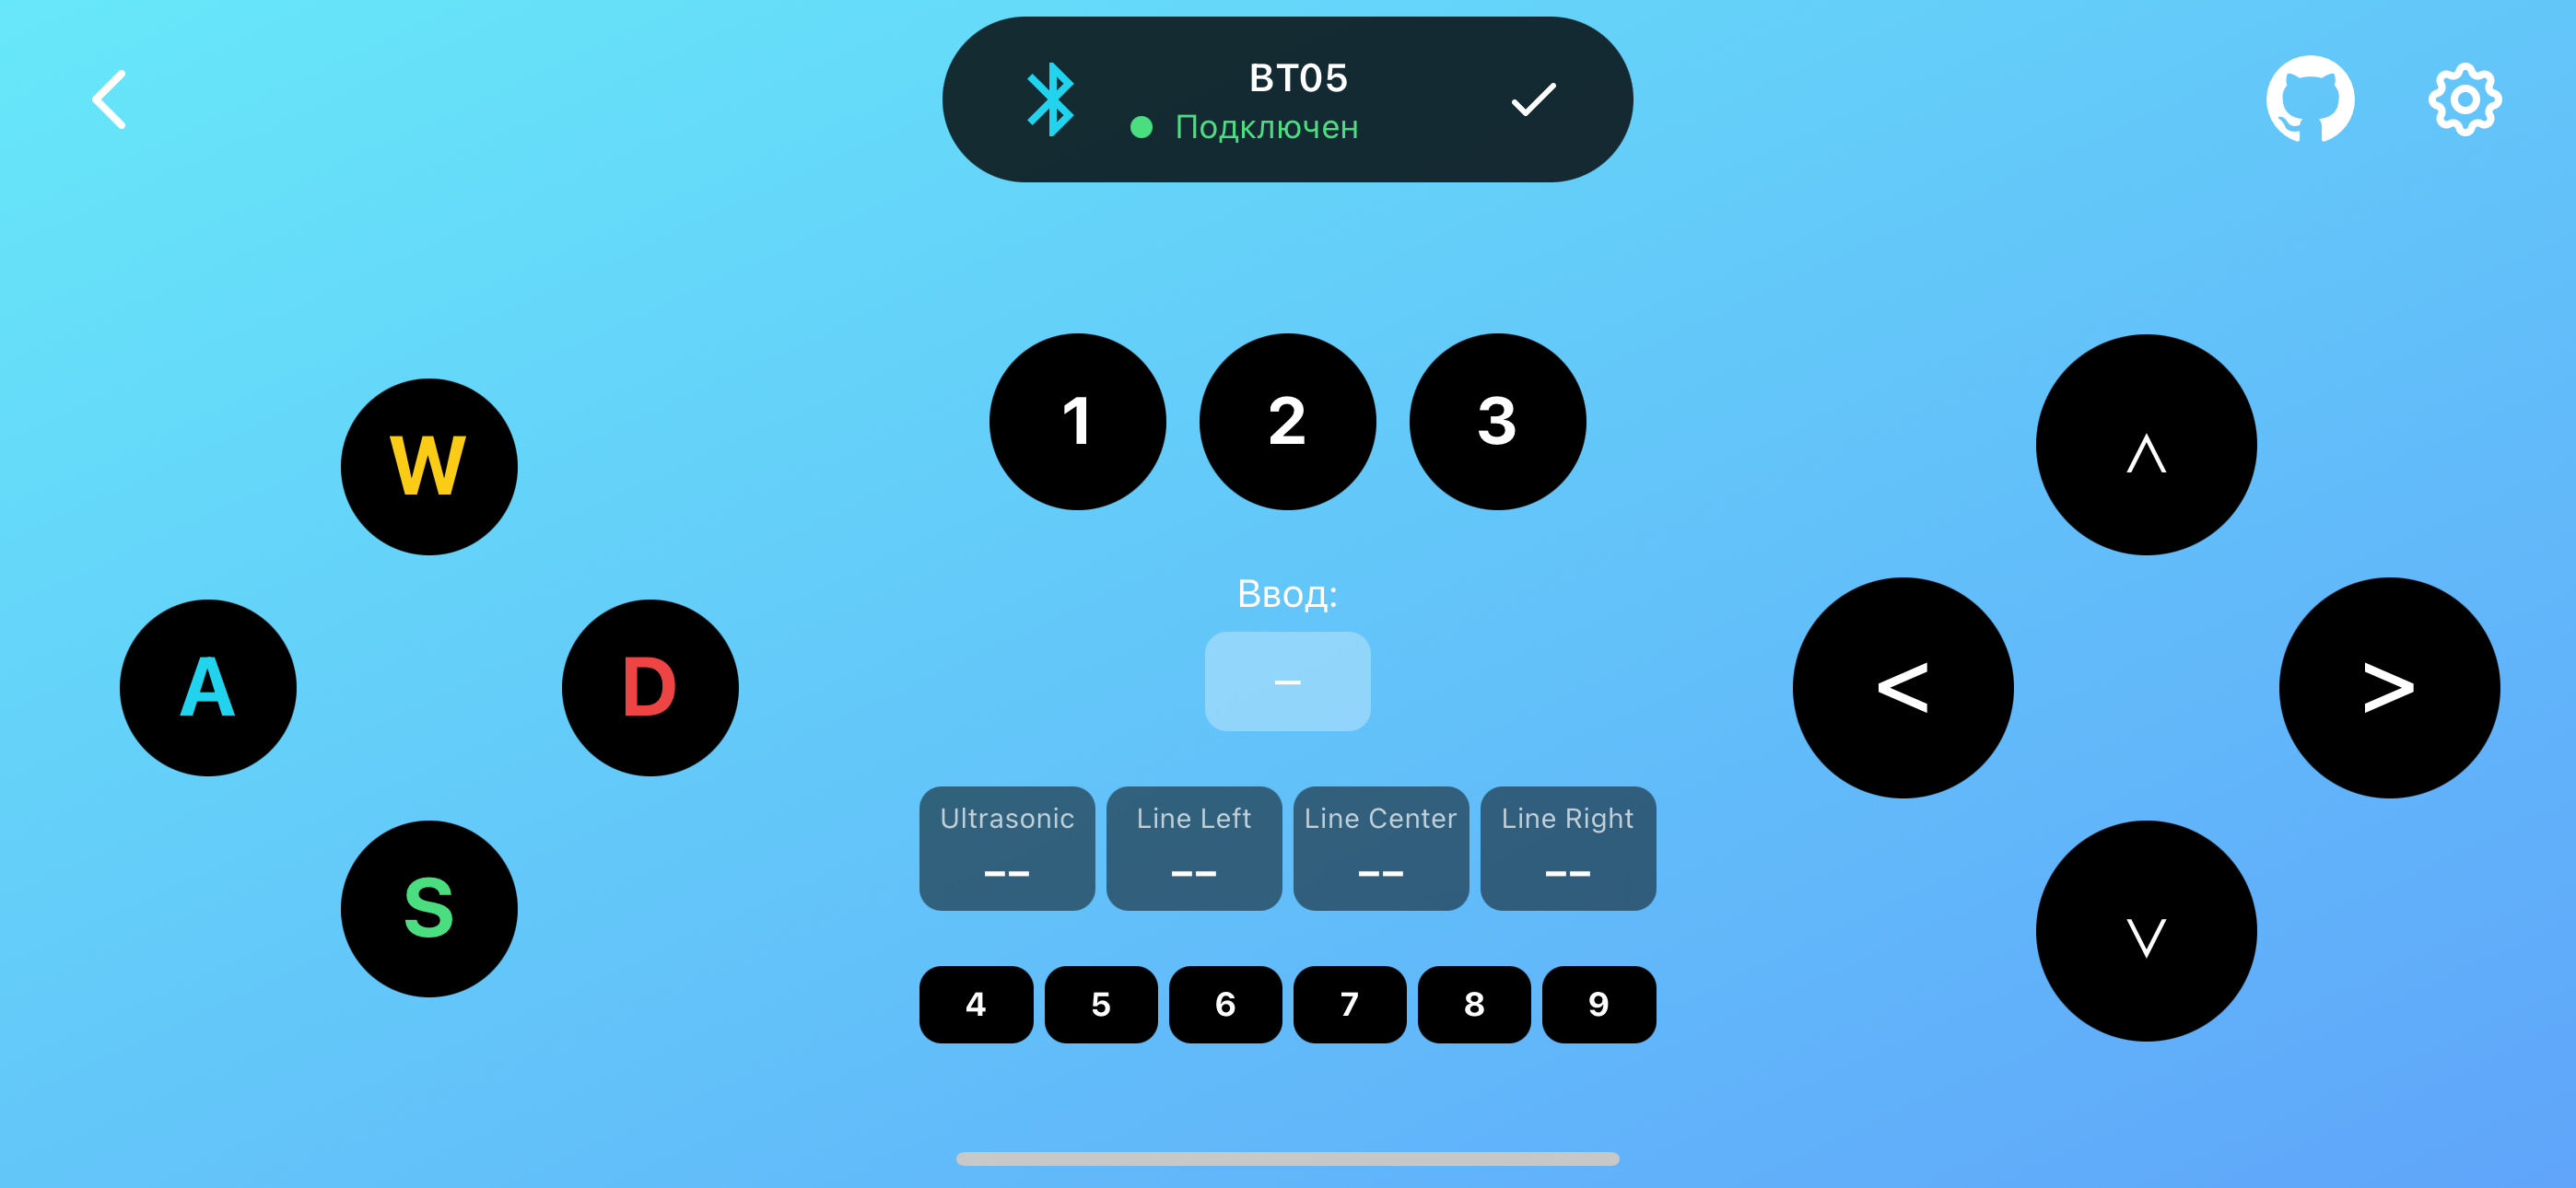 BT05
Подключен
1 2 3
W
A D
S
Ввод:
–
< >
Ultrasonic Line Left Line Center Line Right
-- -- -- --
4 5 6 7 8 9